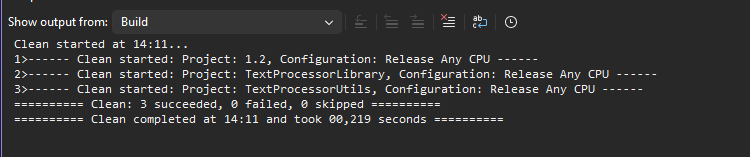 Show output from: Build
Clean started at 14:11...
1>------ Clean started: Project: 1.2, Configuration: Release Any CPU ------
2>------ Clean started: Project: TextProcessorLibrary, Configuration: Release Any CPU ------
3>------ Clean started: Project: TextProcessorUtils, Configuration: Release Any CPU ------
========== Clean: 3 succeeded, 0 failed, 0 skipped ==========
========== Clean completed at 14:11 and took 00,219 seconds ==========